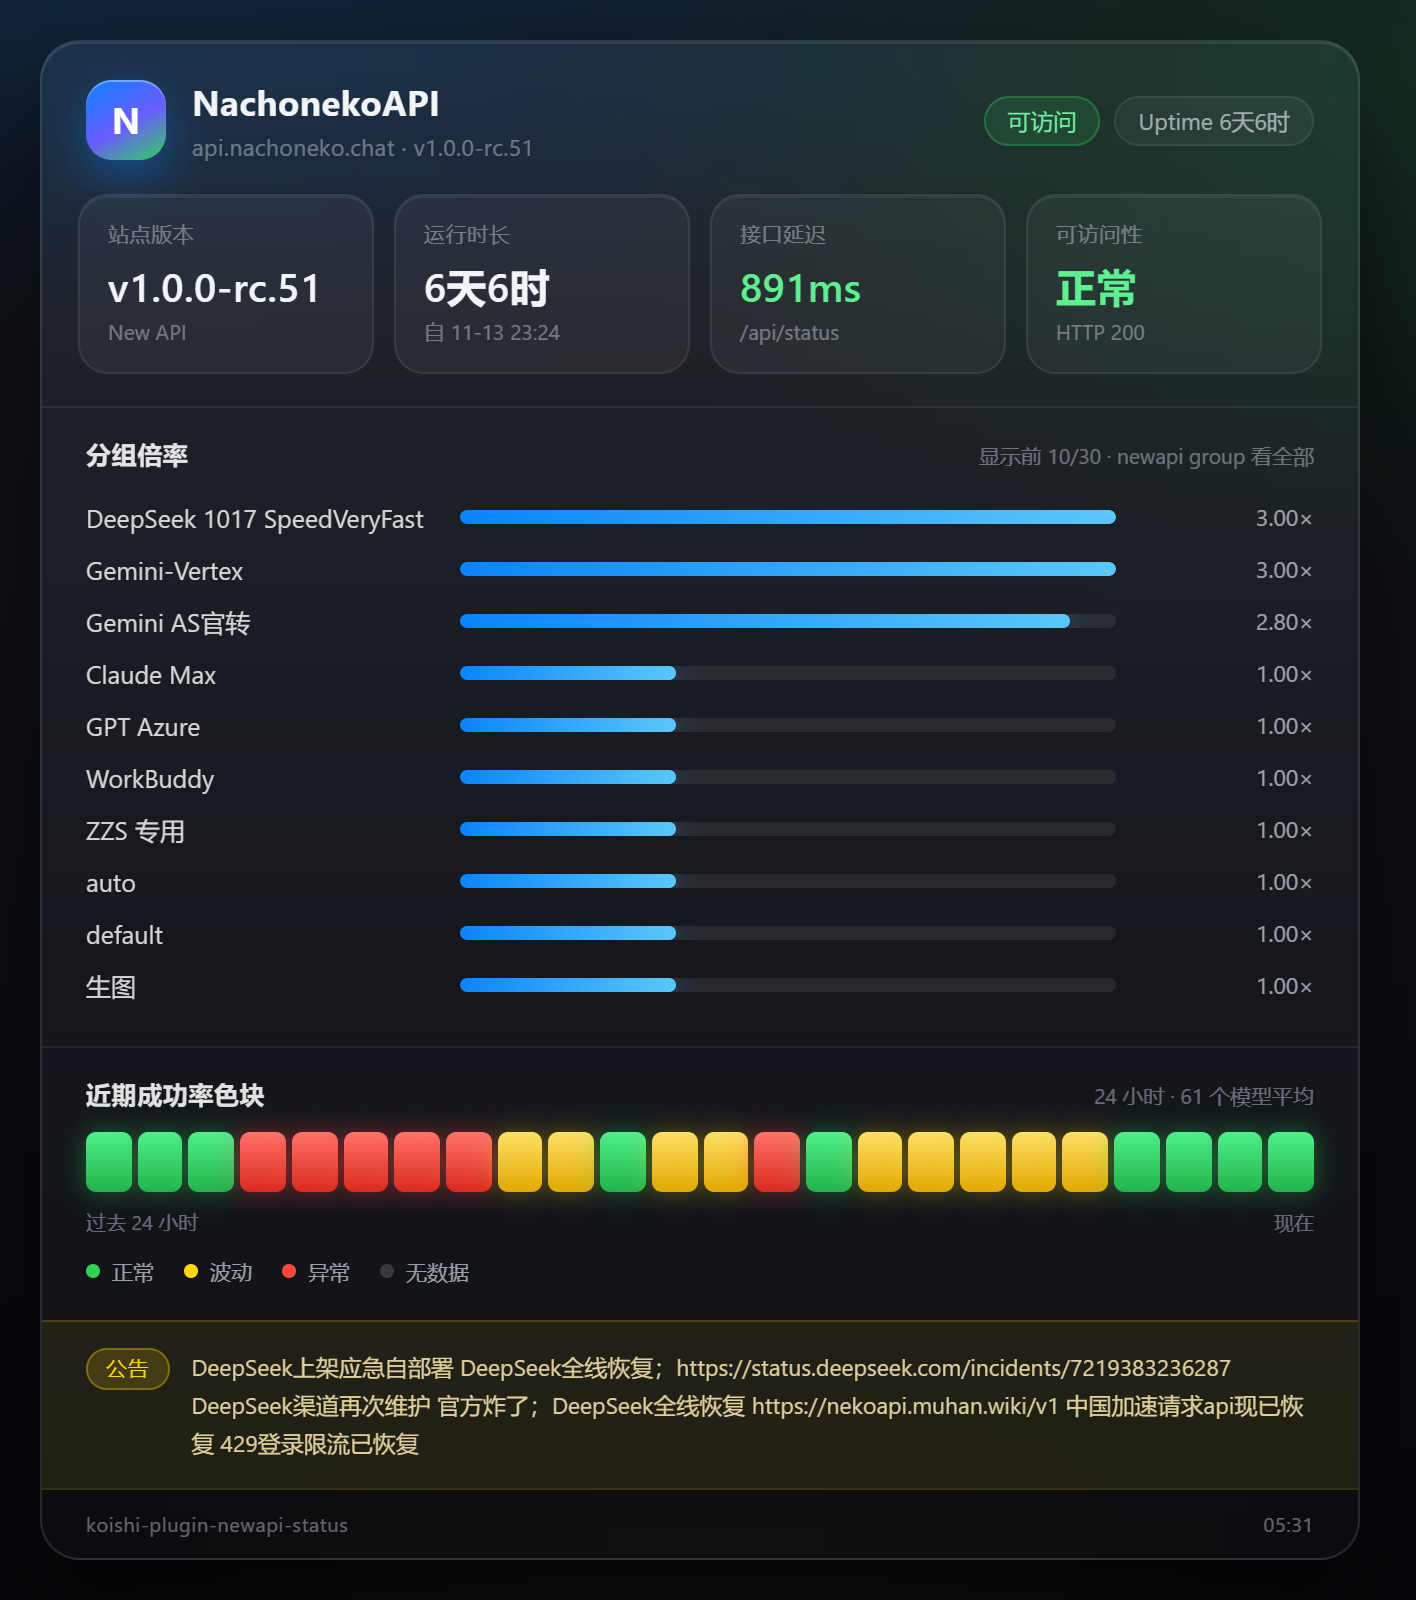 N
NachonekoAPI
api.nachoneko.chat · v1.0.0-rc.51
可访问
Uptime 6天6时
站点版本
v1.0.0-rc.51
New API
运行时长
6天6时
自 11-13 23:24
接口延迟
891ms
/api/status
可访问性
正常
HTTP 200
分组倍率
显示前 10/30 · newapi group 看全部
DeepSeek 1017 SpeedVeryFast 3.00×
Gemini-Vertex 3.00×
Gemini AS官转 2.80×
Claude Max 1.00×
GPT Azure 1.00×
WorkBuddy 1.00×
ZZS 专用 1.00×
auto 1.00×
default 1.00×
生图 1.00×
近期成功率色块
24 小时 · 61 个模型平均
过去 24 小时
现在
正常 波动 异常 无数据
公告
DeepSeek上架应急自部署 DeepSeek全线恢复；https://status.deepseek.com/incidents/7219383236287
DeepSeek渠道再次维护 官方炸了；DeepSeek全线恢复 https://nekoapi.muhan.wiki/v1 中国加速请求api现已恢
复 429登录限流已恢复
koishi-plugin-newapi-status
05:31